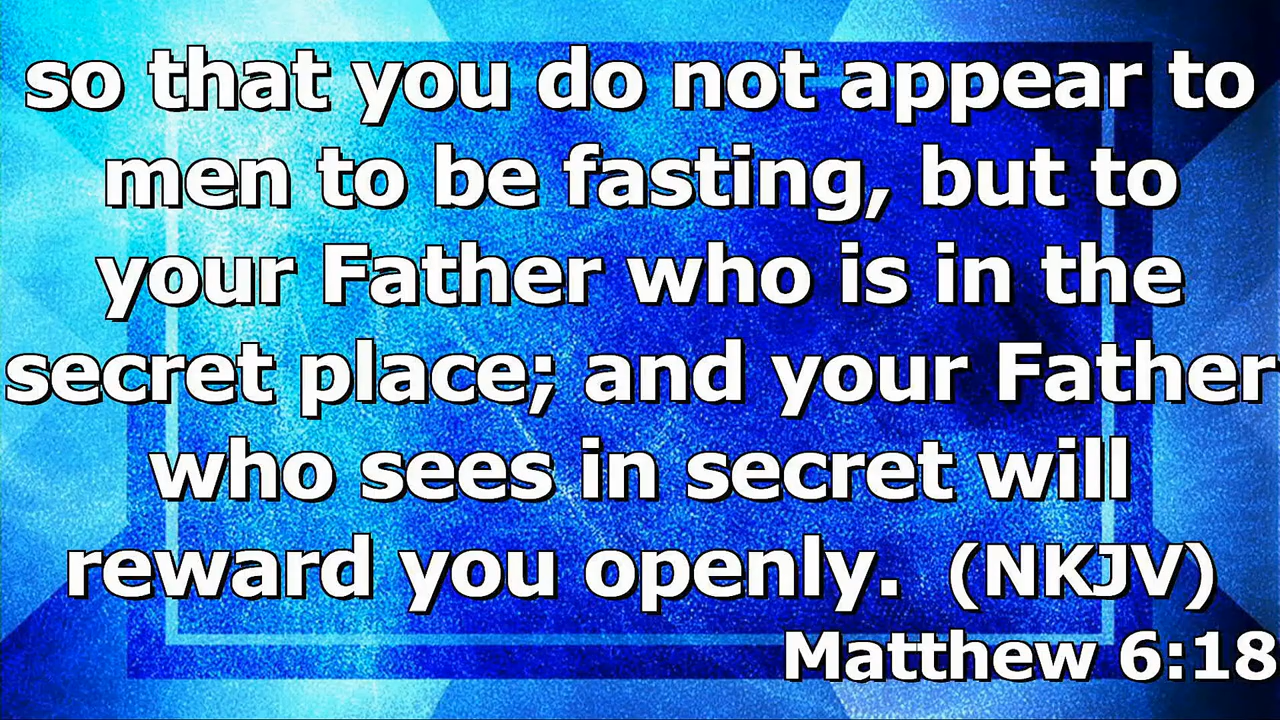 so that you do not appear to
men to be fasting, but to
your Father who is in the
secret place; and your Father
who sees in secret will
reward you openly. (NKJV)
Matthew 6:18